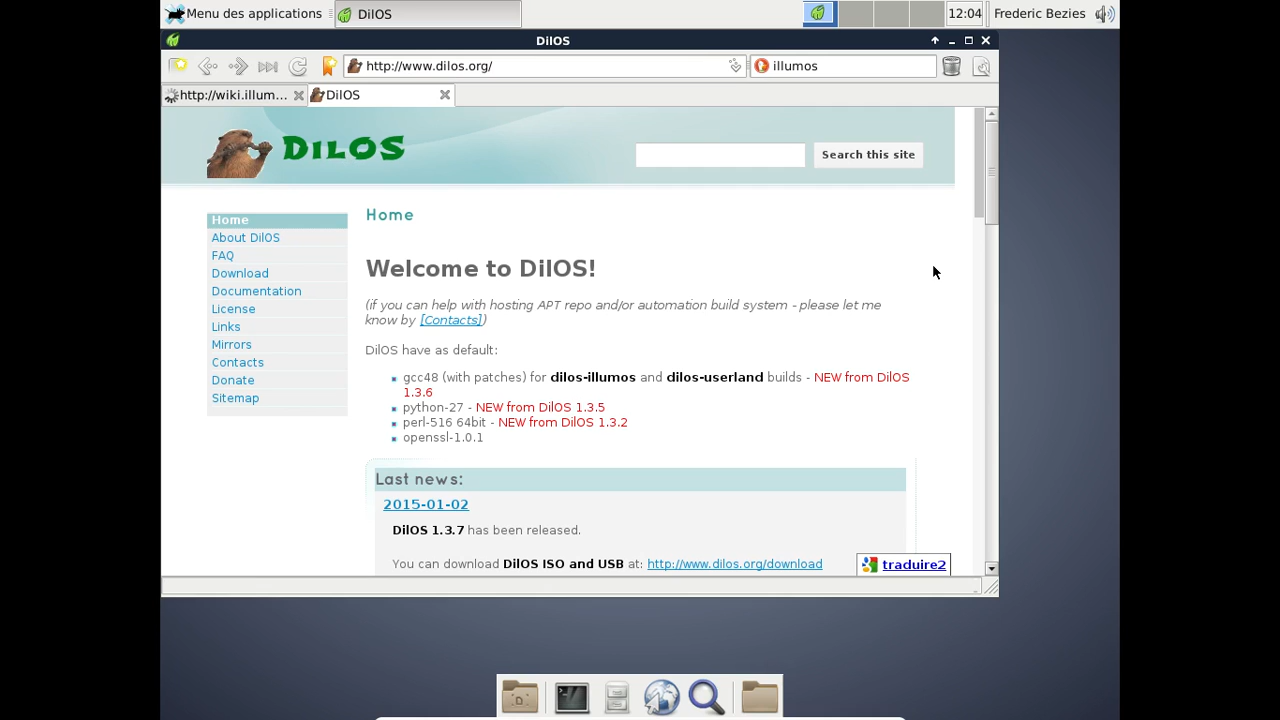 Menu des applications
DilOS
12:04
Frederic Bezies
DilOS
http://www.dilos.org/
illumos
http://wiki.illum...
DilOS
DILOS
Search this site
Home
About DilOS
FAQ
Download
Documentation
License
Links
Mirrors
Contacts
Donate
Sitemap
Home
Welcome to DilOS!
(if you can help with hosting APT repo and/or automation build system - please let me
know by [Contacts])
DilOS have as default:
gcc48 (with patches) for dilos-illumos and dilos-userland builds - NEW from DilOS
1.3.6
python-27 - NEW from DilOS 1.3.5
perl-516 64bit - NEW from DilOS 1.3.2
openssl-1.0.1
Last news:
2015-01-02
DilOS 1.3.7 has been released.
You can download DilOS ISO and USB at: http://www.dilos.org/download
traduire2